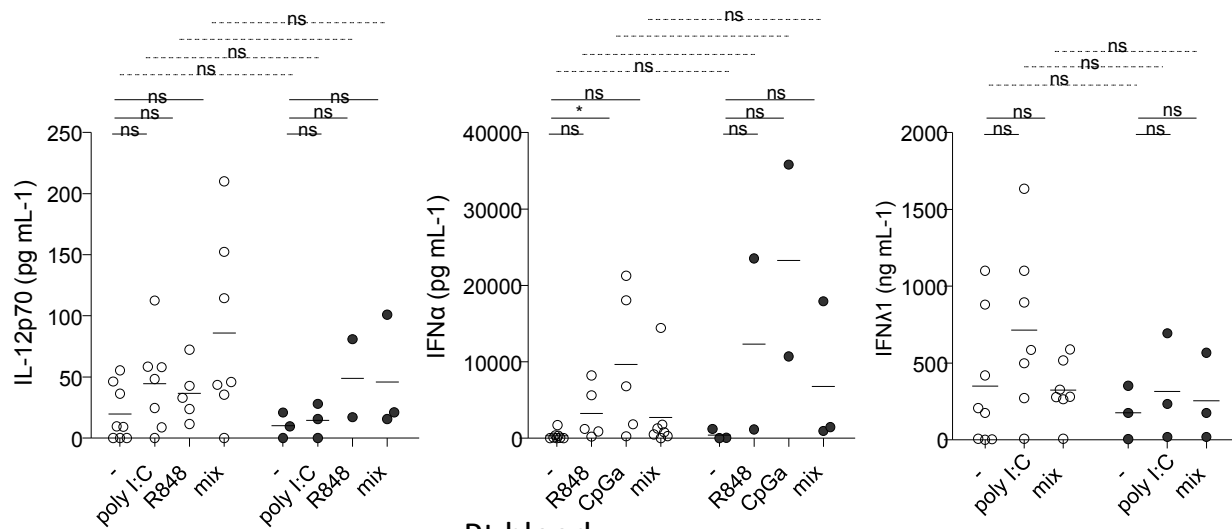 ns
ns
ns
ns ns
ns ns
ns ns
IL-12p70 (pg mL-1)
250
200
150
100
50
0
- poly I:C R848 mix - poly I:C R848 mix
ns
ns
ns ns
* ns
ns ns
IFNα (pg mL-1)
40000
30000
20000
10000
0
- R848 CpGa mix - R848 CpGa mix
ns
ns
ns
ns ns
ns ns
IFNλ1 (ng mL-1)
2000
1500
1000
500
0
- poly I:C mix - poly I:C mix
blood